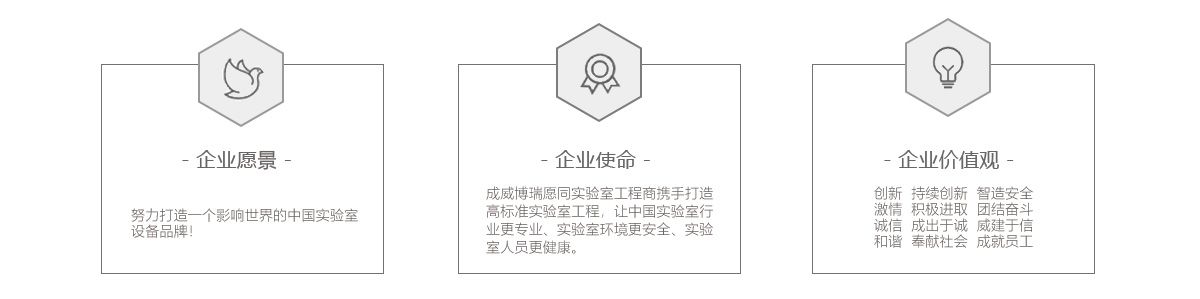 - 企业愿景 -
努力打造一个影响世界的中国实验室
设备品牌！
- 企业使命 -
成威博瑞愿同实验室工程商携手打造
高标准实验室工程，让中国实验室行
业更专业、实验室环境更安全、实验
室人员更健康。
- 企业价值观 -
创新 持续创新 智造安全
激情 积极进取 团结奋斗
诚信 成出于诚 威建于信
和谐 奉献社会 成就员工